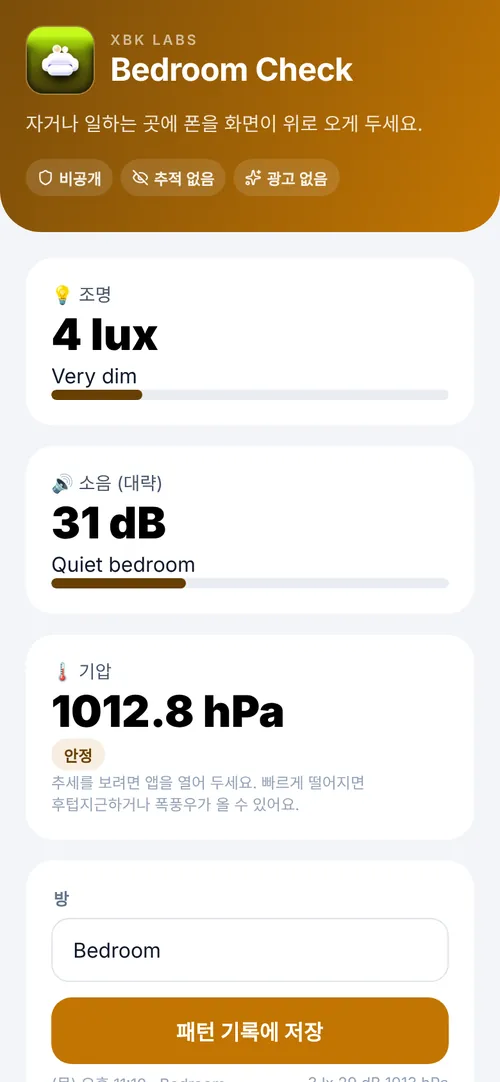 XBK LABS
Bedroom Check
자거나 일하는 곳에 폰을 화면이 위로 오게 두세요.
비공개
추적 없음
광고 없음
조명
4 lux
Very dim
소음 (대략)
31 dB
Quiet bedroom
기압
1012.8 hPa
안정
추세를 보려면 앱을 열어 두세요. 빠르게 떨어지면
후텁지근하거나 폭풍우가 올 수 있어요.
방
Bedroom
패턴 기록에 저장